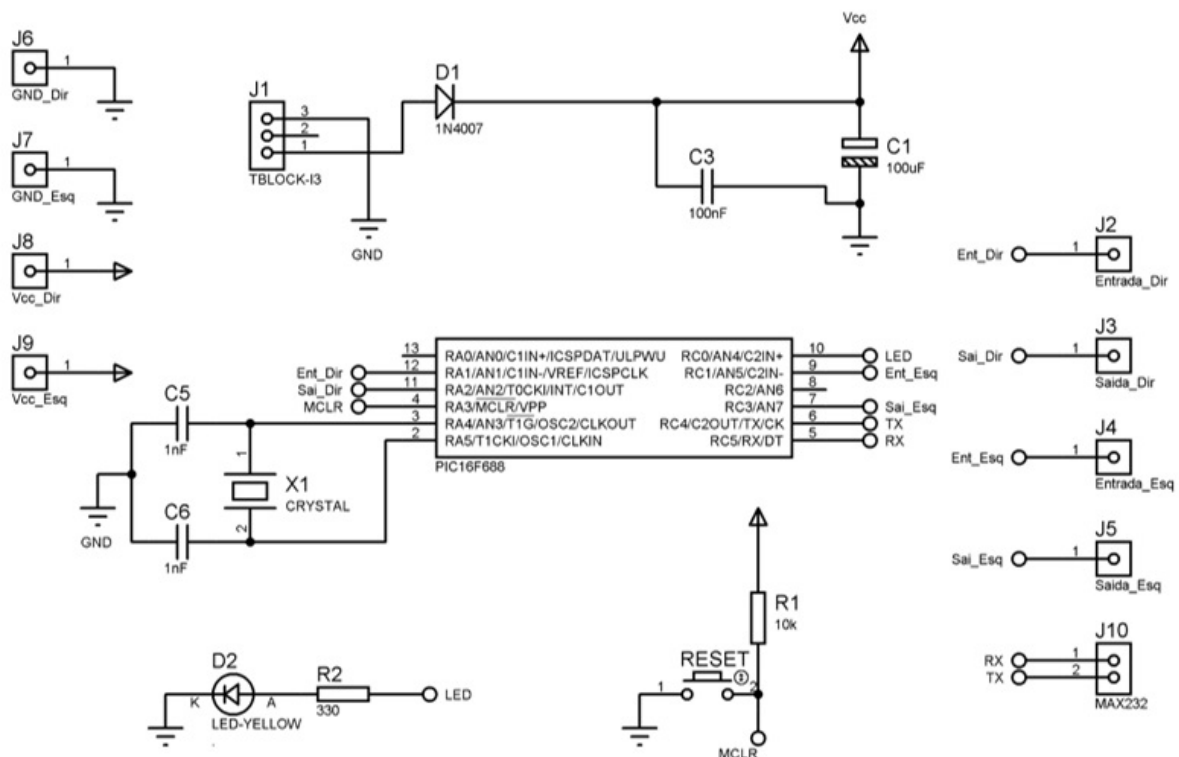 J6
1
GND_Dir
J7
1
GND_Esq
J8
1
Vcc_Dir
J9
1
Vcc_Esq
J1
3
2
1
TBLOCK-I3
GND
D1
1N4007
Vcc
C3
100nF
C1
100uF
Ent_Dir
1
J2
Entrada_Dir
Sai_Dir
1
J3
Saida_Dir
Ent_Esq
1
J4
Entrada_Esq
Sai_Esq
1
J5
Saida_Esq
RX
1
TX
2
J10
MAX232
13 RA0/AN0/C1IN+/ICSPDAT/ULPWU RC0/AN4/C2IN+ 10 LED
Ent_Dir 12 RA1/AN1/C1IN-/VREF/ICSPCLK RC1/AN5/C2IN- 9 Ent_Esq
Sai_Dir 11 RA2/AN2/T0CKI/INT/C1OUT RC2/AN6 8
MCLR 4 RA3/MCLR/VPP RC3/AN7 7 Sai_Esq
3 RA4/AN3/T1G/OSC2/CLKOUT RC4/C2OUT/TX/CK 6 TX
2 RA5/T1CKI/OSC1/CLKIN RC5/RX/DT 5 RX
PIC16F688
C5
1nF
C6
1nF
GND
1
X1
CRYSTAL
2
D2
K
A
LED-YELLOW
R2
330
LED
R1
10k
RESET
1
2
MCLR